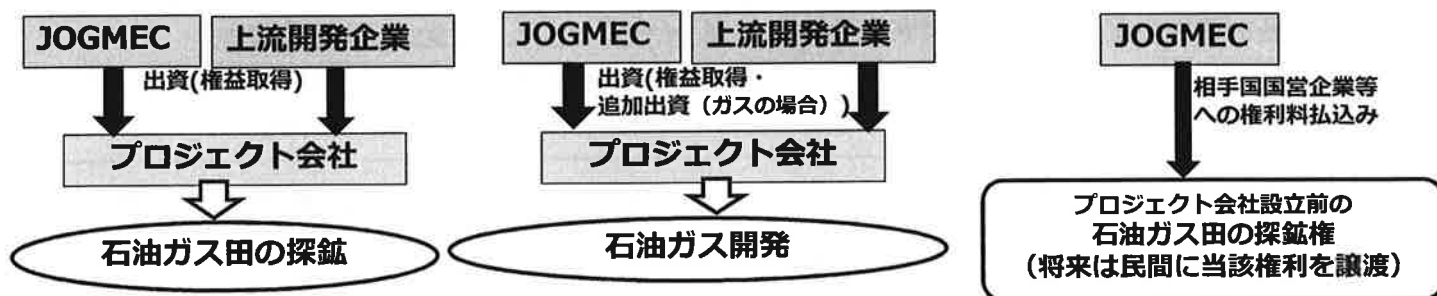 JOGMEC
上流開発企業
出資(権益取得)
プロジェクト会社
石油ガス田の探鉱
JOGMEC
上流開発企業
出資(権益取得・
追加出資（ガスの場合）)
プロジェクト会社
石油ガス開発
JOGMEC
相手国国営企業等
への権利料払込み
プロジェクト会社設立前の
石油ガス田の探鉱権
（将来は民間に当該権利を譲渡）